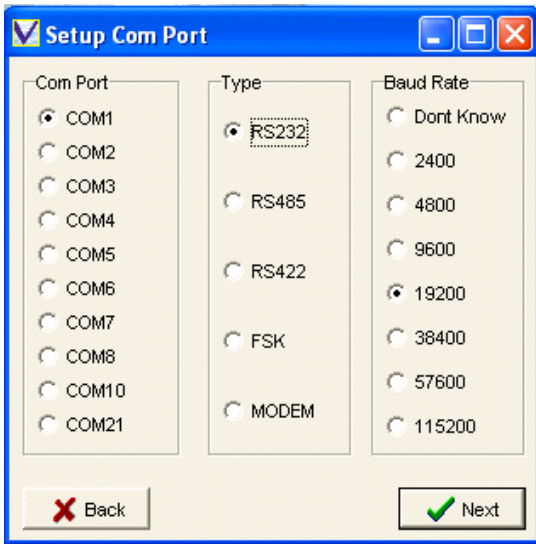 Setup Com Port
Com Port
COM1
COM2
COM3
COM4
COM5
COM6
COM7
COM8
COM10
COM21
Type
RS232
RS485
RS422
FSK
MODEM
Baud Rate
Dont Know
2400
4800
9600
19200
38400
57600
115200
Back
Next